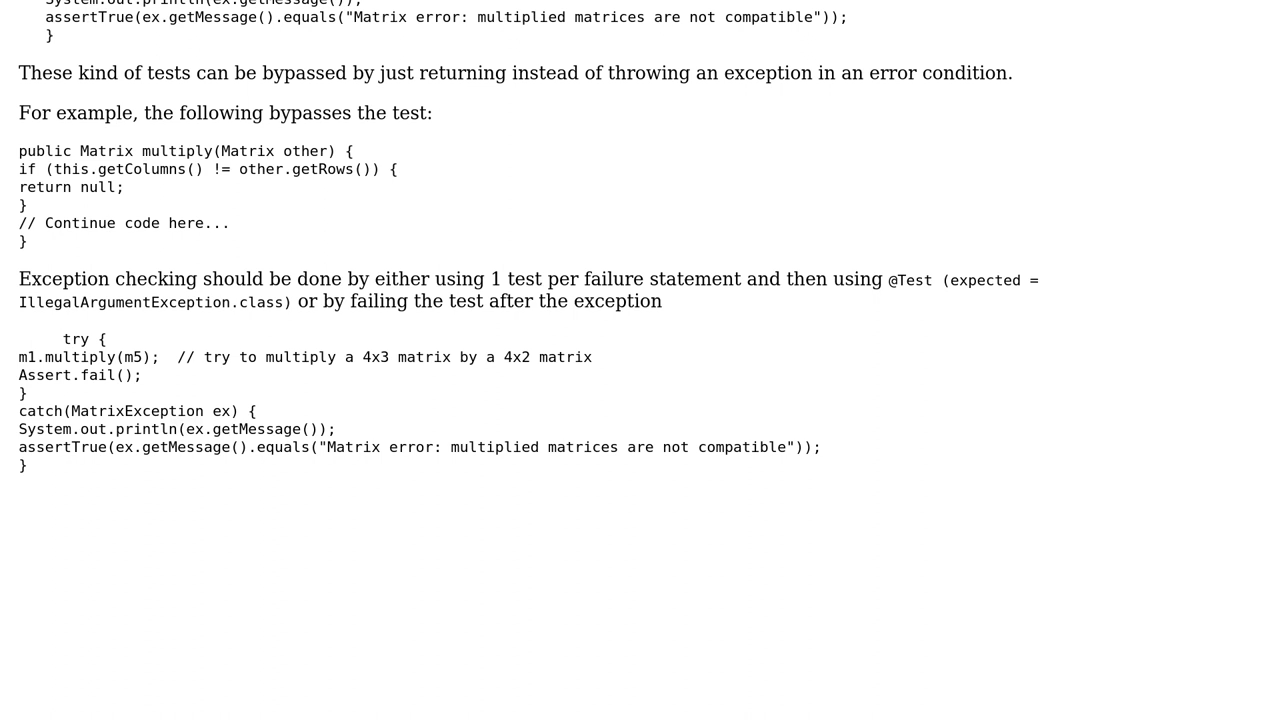 System.out.println(ex.getMessage());
assertTrue(ex.getMessage().equals("Matrix error: multiplied matrices are not compatible"));
}
These kind of tests can be bypassed by just returning instead of throwing an exception in an error condition.
For example, the following bypasses the test:
public Matrix multiply(Matrix other) {
if (this.getColumns() != other.getRows()) {
return null;
}
// Continue code here...
}
Exception checking should be done by either using 1 test per failure statement and then using @Test (expected =
IllegalArgumentException.class) or by failing the test after the exception
try {
m1.multiply(m5);  // try to multiply a 4x3 matrix by a 4x2 matrix
Assert.fail();
}
catch(MatrixException ex) {
System.out.println(ex.getMessage());
assertTrue(ex.getMessage().equals("Matrix error: multiplied matrices are not compatible"));
}